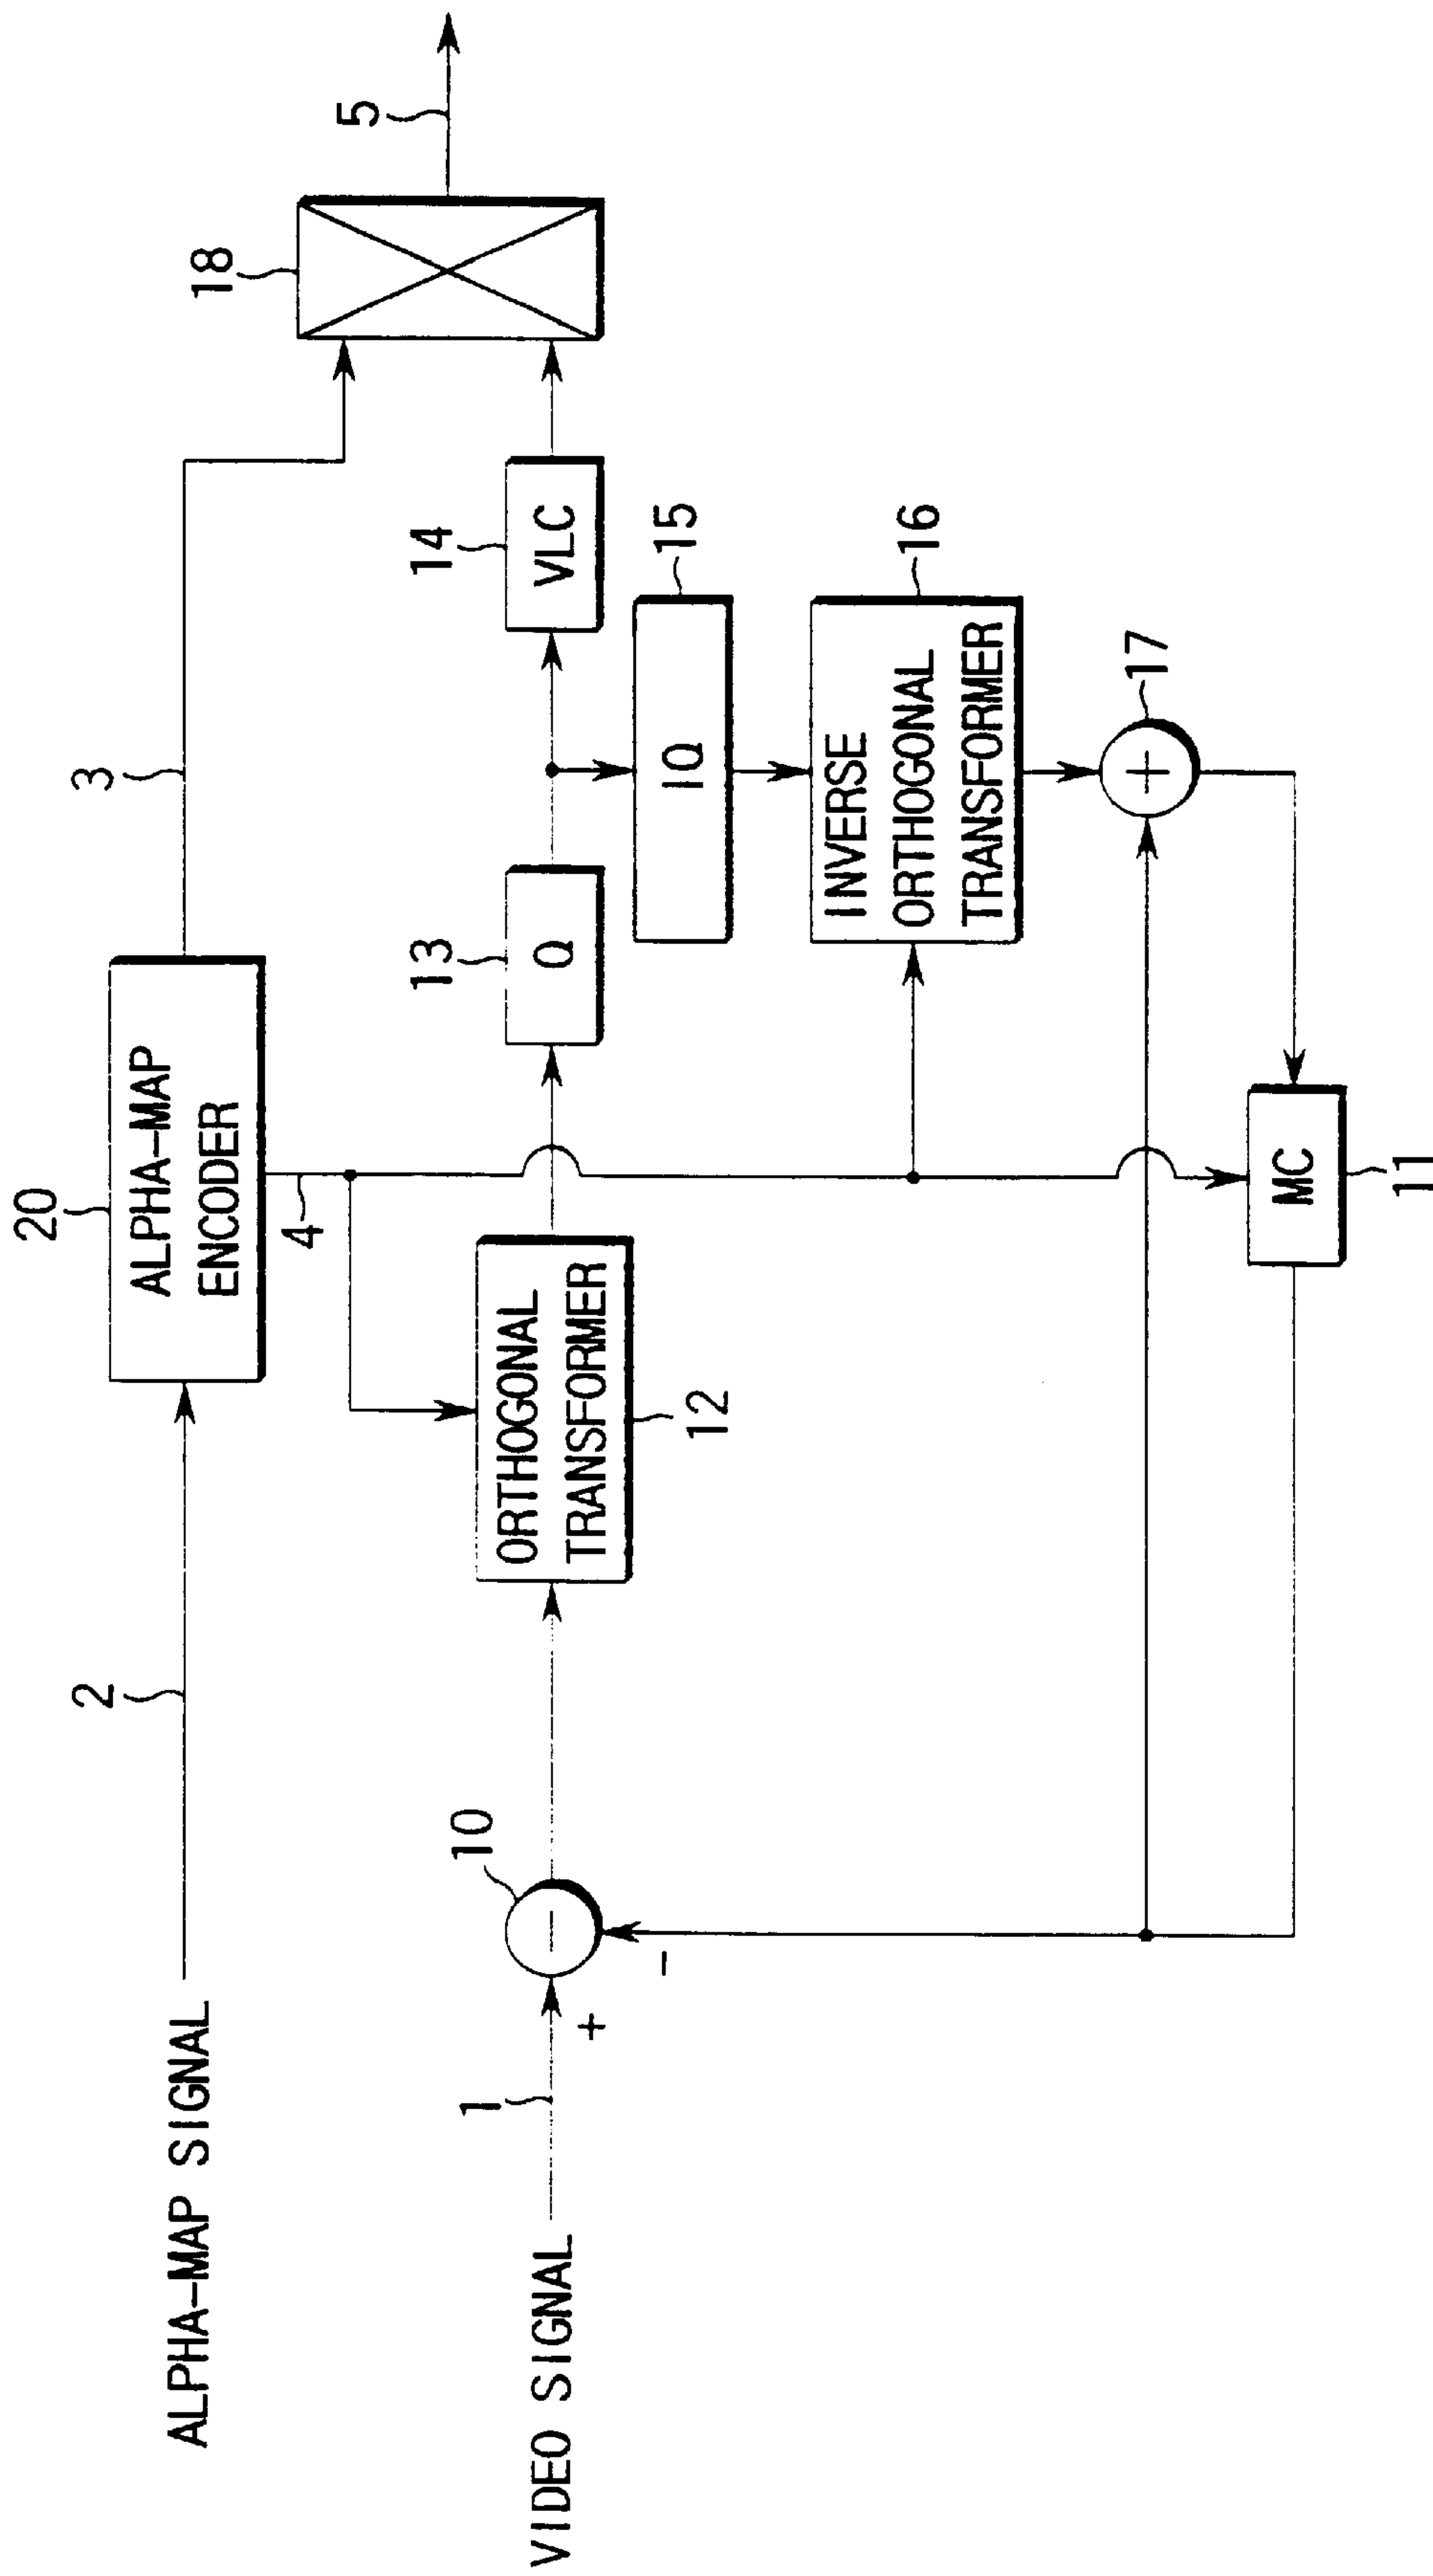 ALPHA-MAP SIGNAL
2
20
ALPHA-MAP
ENCODER
3
4
18
5
VIDEO SIGNAL
1
+
-
10
ORTHOGONAL
TRANSFORMER
12
13
Q
14
VLC
15
IQ
INVERSE
ORTHOGONAL
TRANSFORMER
16
+
17
MC
11